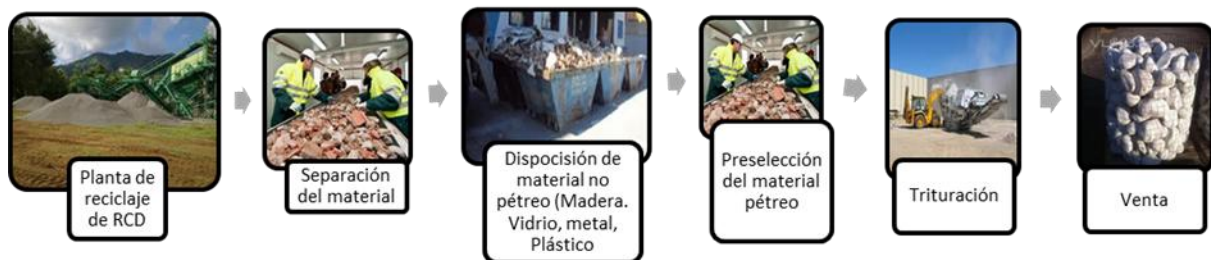 Planta de
reciclaje
de RCD
Separación
del material
Dispocisión de
material no
pétreo (Madera.
Vidrio, metal,
Plástico
Preselección
del material
pétreo
Trituración
Venta